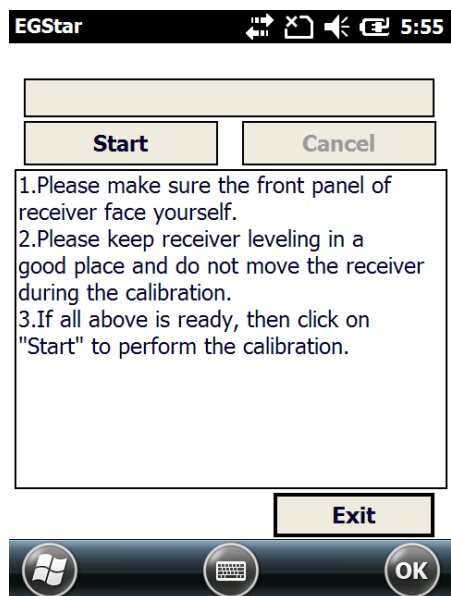 EGStar 5:55
Start Cancel
1.Please make sure the front panel of
receiver face yourself.
2.Please keep receiver leveling in a
good place and do not move the receiver
during the calibration.
3.If all above is ready, then click on
"Start" to perform the calibration.
Exit
OK